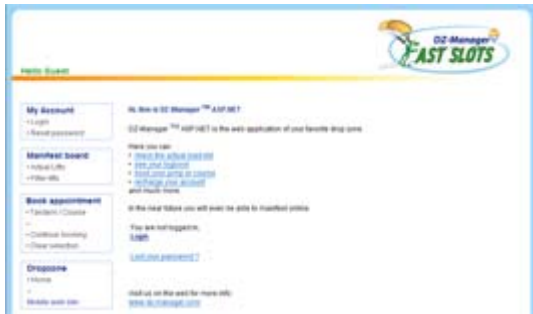 DZ-Manager
FAST SLOTS
Hello Guest
My Account
• Login
• Reset password
Manifest board
• Actual Lifts
• Filter lifts
Book appointment
• Tandem / Course
-
• Continue booking
• Clear selection
Dropzone
• Home
-
Mobile web site
Hi, this is DZ-Manager TM ASP.NET
DZ-Manager TM ASP.NET is the web application of your favorite drop zone.
Here you can
• check the actual load-list
• see your logbook
• book your jump or course
• recharge your account
and much more.
In the near future you will even be able to manifest online.
You are not logged in.
Login
Lost your password ?
Visit us on the web for more info:
www.dz-manager.com